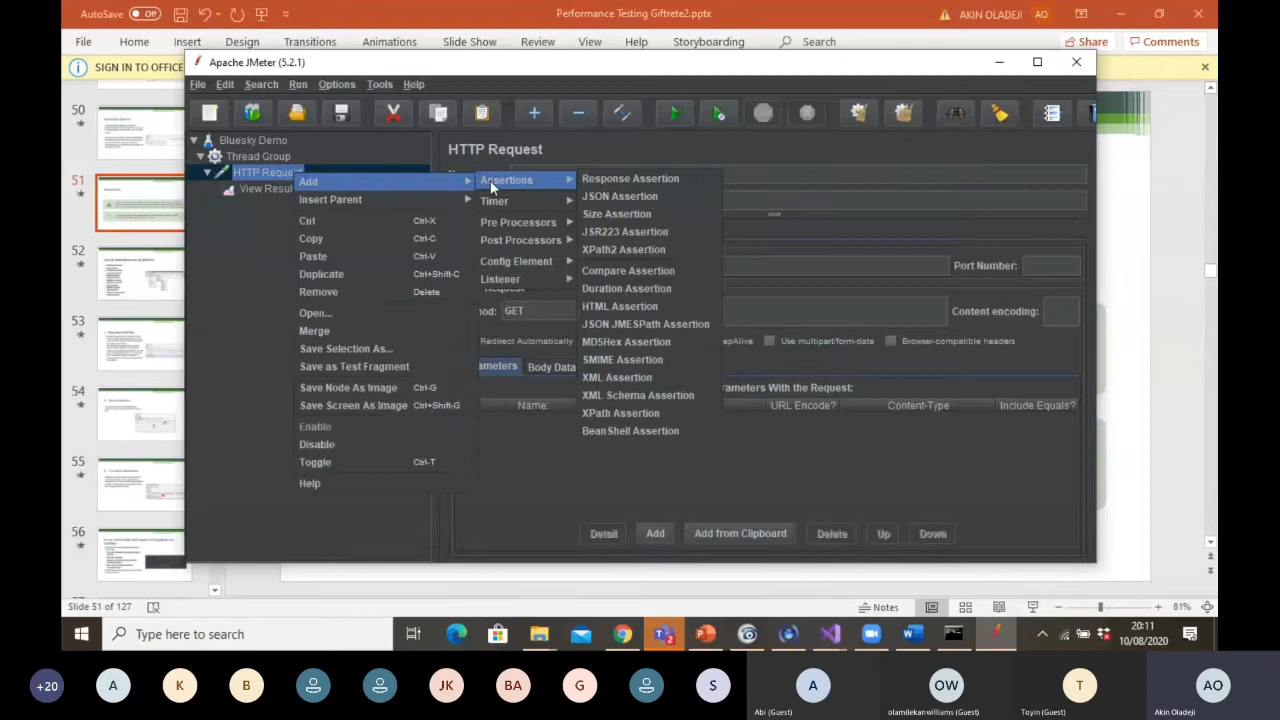 AutoSave Off
Performance Testing Giftrete2.pptx
AKIN OLADEJI AO
File Home Insert Design Transitions Animations Slide Show Review View Help Storyboarding Search Share Comments
SIGN IN TO OFFICE
Apache JMeter (5.2.1)
File Edit Search Run Options Tools Help
50
51
52
53
54
55
56
Bluesky Demo
Thread Group
HTTP Reques
View Resul
HTTP Request
Add
Insert Parent
Cut Ctrl-X
Copy Ctrl-C
Paste Ctrl-V
Duplicate Ctrl+Shift-C
Remove Delete
Open...
Merge
Save Selection As...
Save as Test Fragment
Save Node As Image Ctrl-G
Save Screen As Image Ctrl+Shift-G
Enable
Disable
Toggle Ctrl-T
Help
Assertions
Timer
Pre Processors
Post Processors
Config Element
Listener
Response Assertion
JSON Assertion
Size Assertion
JSR223 Assertion
XPath2 Assertion
Compare Assertion
Duration Assertion
HTML Assertion
JSON JMESPath Assertion
MD5Hex Assertion
SMIME Assertion
XML Assertion
XML Schema Assertion
XPath Assertion
BeanShell Assertion
Port Number:
Request
hod: GET
Content encoding:
Redirect Automatically
epAlive Use multipart/form-data Browser-compatible headers
ameters Body Data
rameters With the Request:
Name: URL Encode? Content-Type Include Equals?
Detail Add Add from Clipboard Delete Up Down
Slide 51 of 127
Notes
81%
Type here to search
2
20:11
10/08/2020
+20 A K B JK BA G S A OW T AO
Abi (Guest) olamilekan williams (Guest) Toyin (Guest) Akin Oladeji